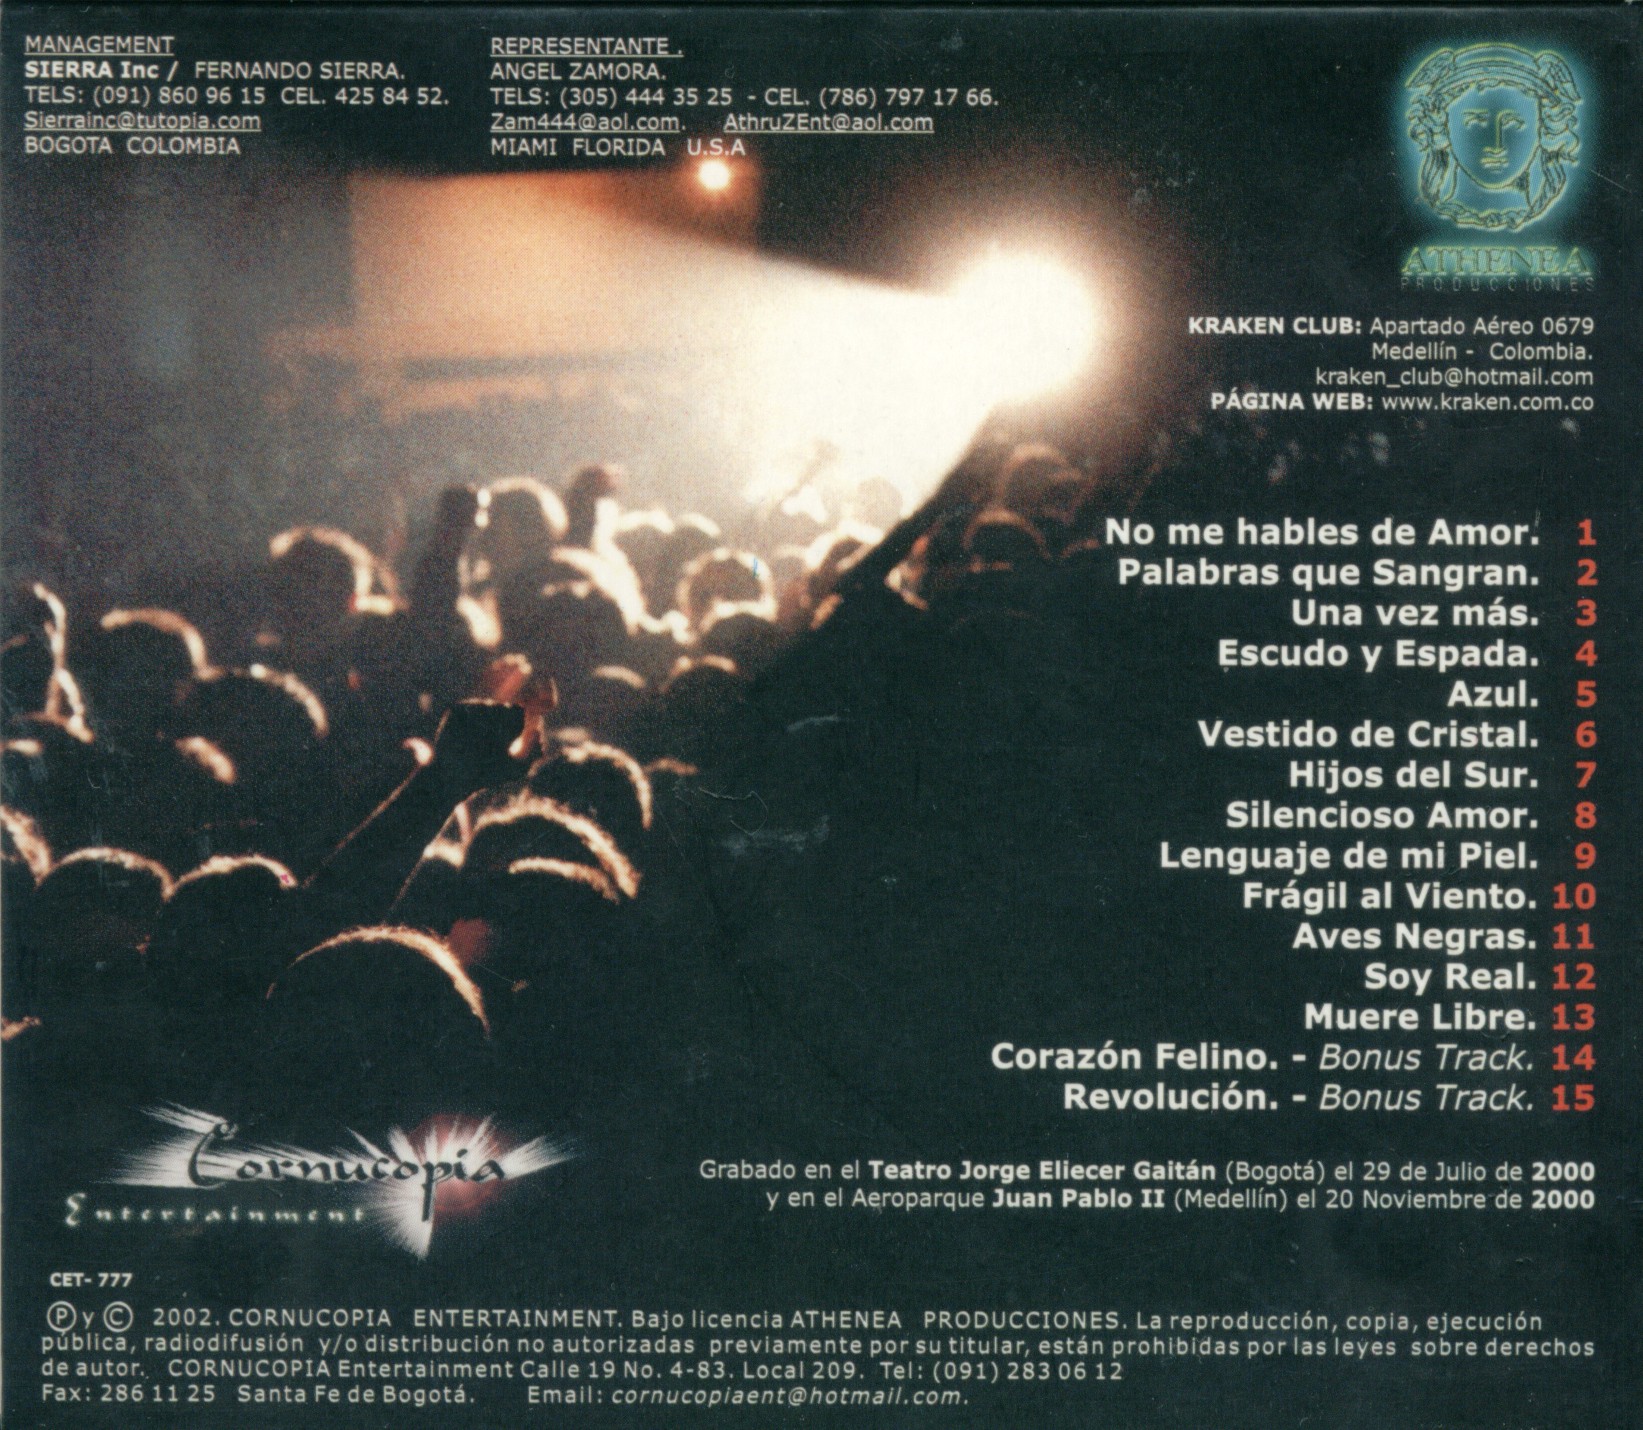 MANAGEMENT
SIERRA Inc / FERNANDO SIERRA.
TELS: (091) 860 96 15 CEL. 425 84 52.
Sierrainc@tutopia.com
BOGOTA COLOMBIA
REPRESENTANTE .
ANGEL ZAMORA.
TELS: (305) 444 35 25 - CEL. (786) 797 17 66.
Zam444@aol.com. AthruZEnt@aol.com
MIAMI FLORIDA U.S.A
ATHENEA
PRODUCCIONES
KRAKEN CLUB: Apartado Aéreo 0679
Medellín - Colombia.
kraken_club@hotmail.com
PÁGINA WEB: www.kraken.com.co
No me hables de Amor. 1
Palabras que Sangran. 2
Una vez más. 3
Escudo y Espada. 4
Azul. 5
Vestido de Cristal. 6
Hijos del Sur. 7
Silencioso Amor. 8
Lenguaje de mi Piel. 9
Frágil al Viento. 10
Aves Negras. 11
Soy Real. 12
Muere Libre. 13
Corazón Felino. - Bonus Track. 14
Revolución. - Bonus Track. 15
Cornucopia
Entertainment
Grabado en el Teatro Jorge Eliecer Gaitán (Bogotá) el 29 de Julio de 2000
y en el Aeroparque Juan Pablo II (Medellín) el 20 Noviembre de 2000
CET- 777
Ⓟ y © 2002. CORNUCOPIA ENTERTAINMENT. Bajo licencia ATHENEA PRODUCCIONES. La reproducción, copia, ejecución
pública, radiodifusión y/o distribución no autorizadas previamente por su titular, están prohibidas por las leyes sobre derechos
de autor. CORNUCOPIA Entertainment Calle 19 No. 4-83. Local 209. Tel: (091) 283 06 12
Fax: 286 11 25 Santa Fe de Bogotá. Email: cornucopiaent@hotmail.com.